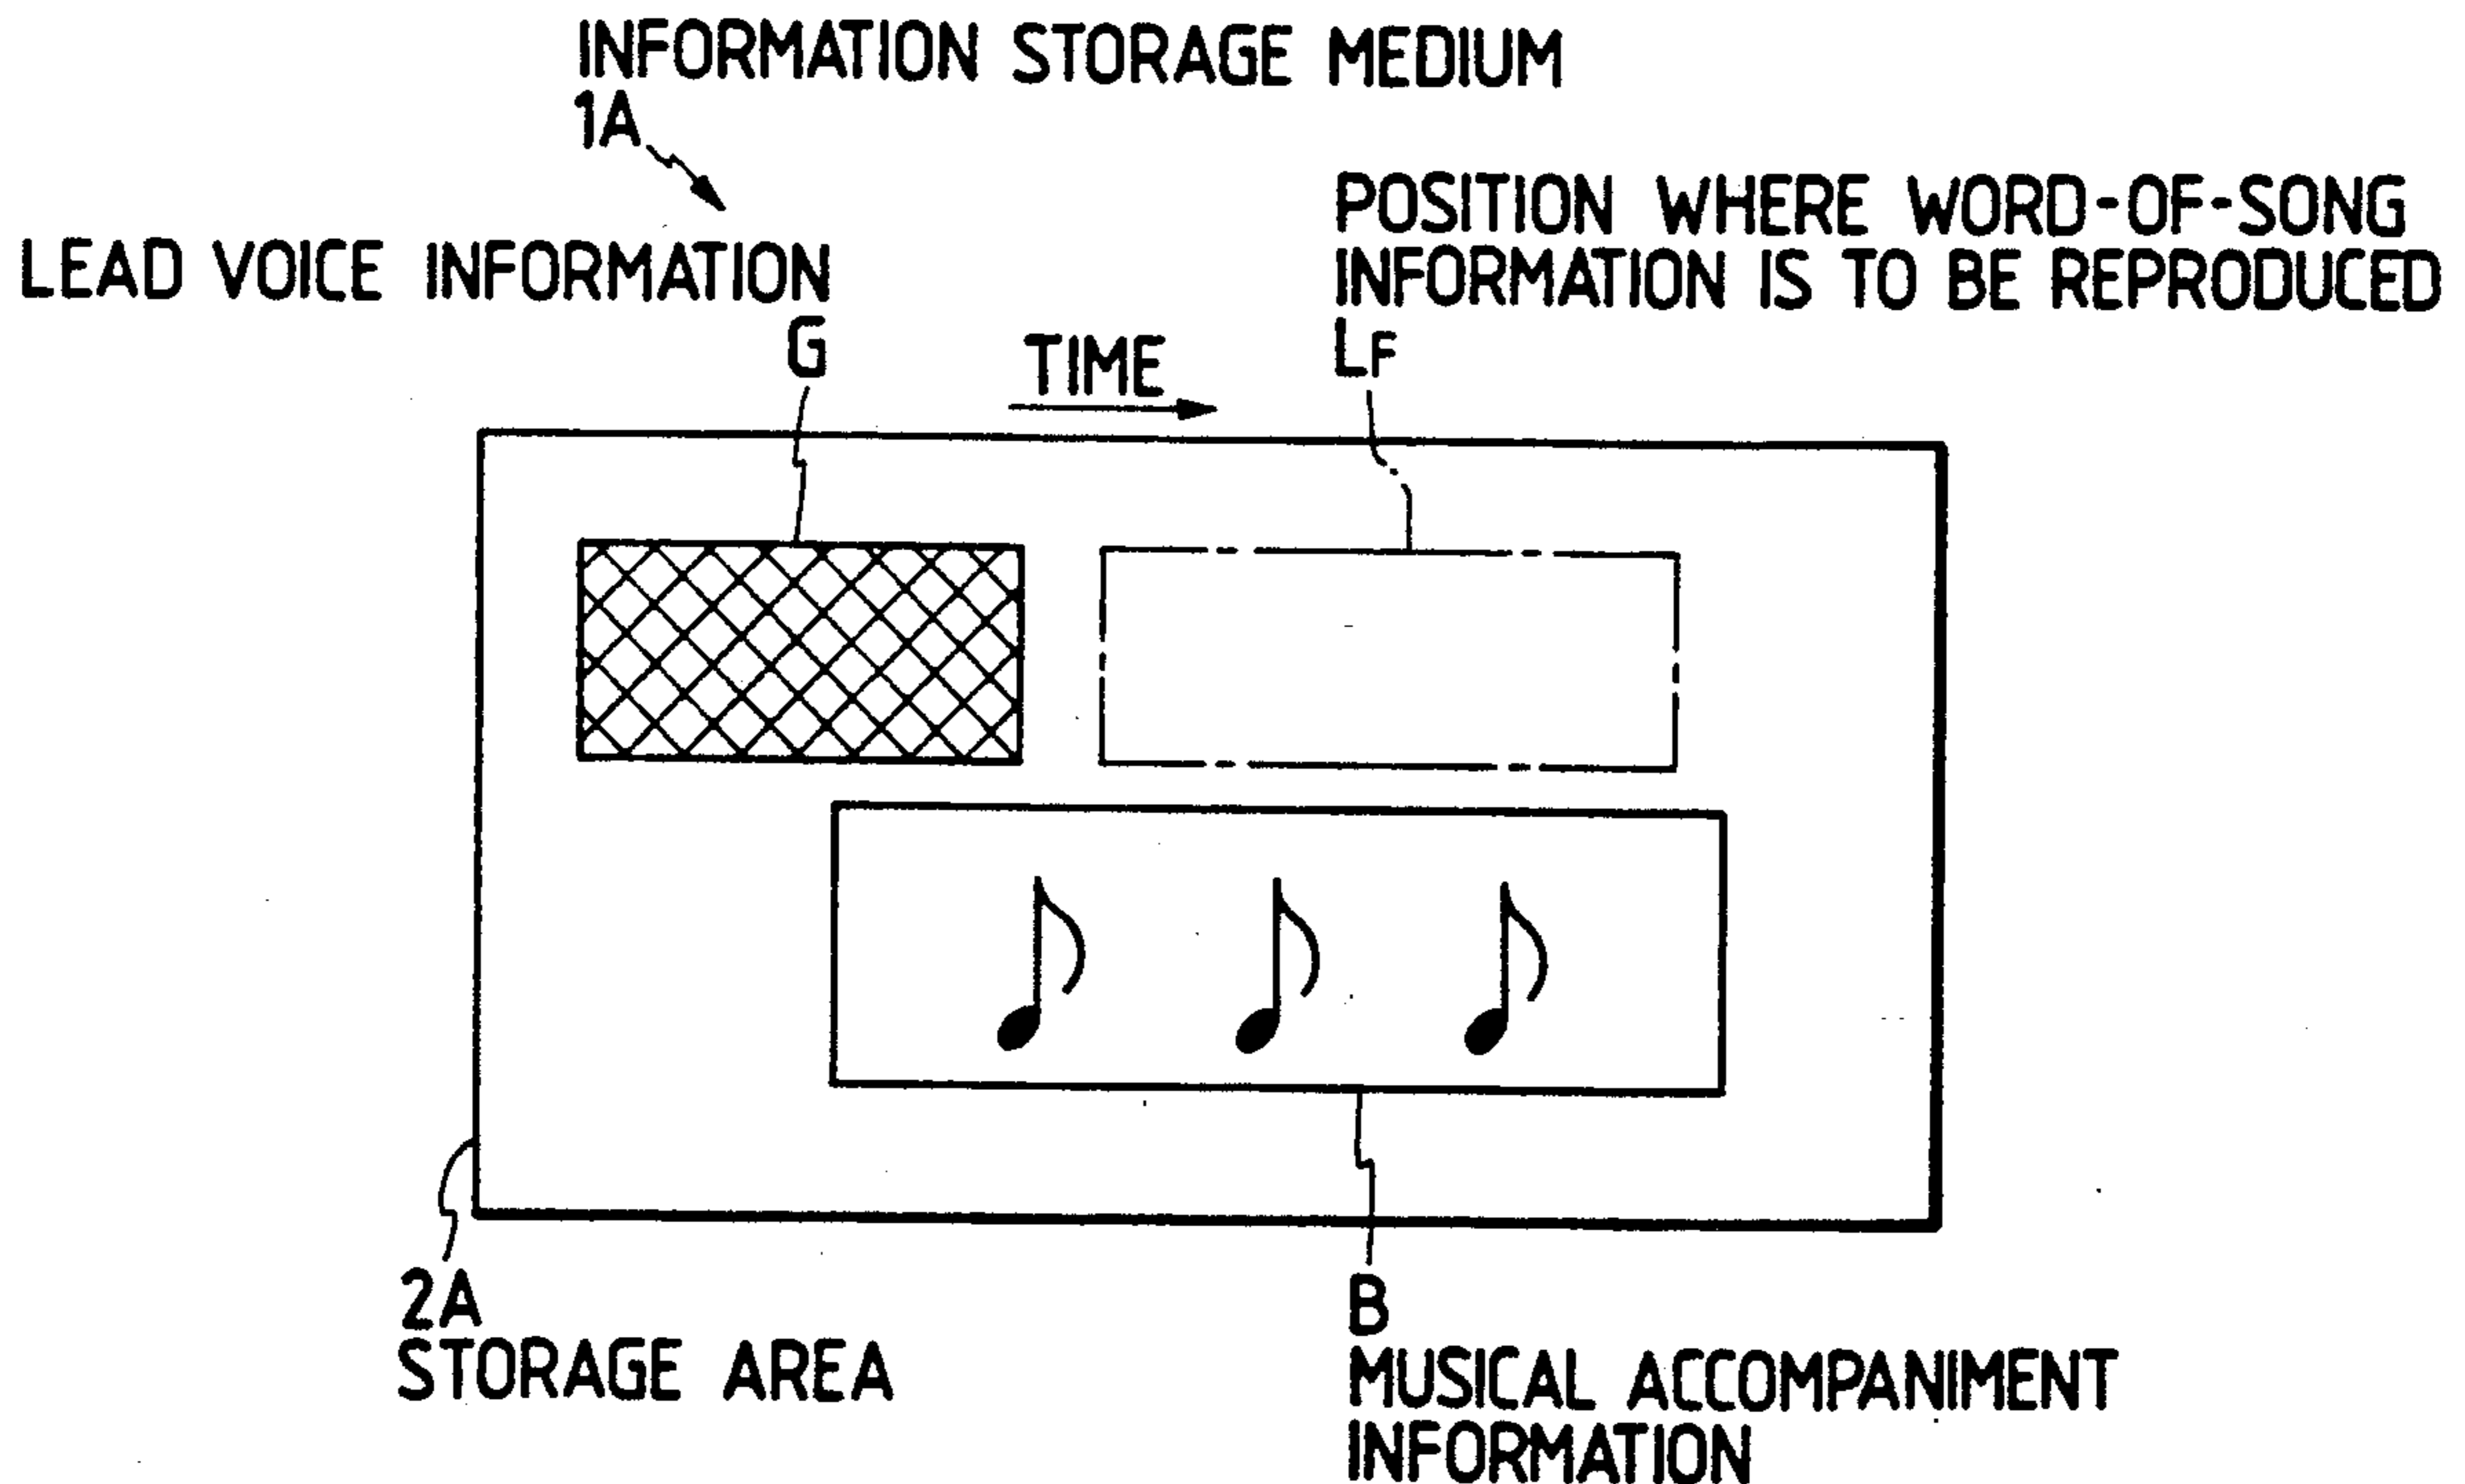 INFORMATION STORAGE MEDIUM
1A
LEAD VOICE INFORMATION
G
TIME
POSITION WHERE WORD-OF-SONG
INFORMATION IS TO BE REPRODUCED
LF
2A
STORAGE AREA
B
MUSICAL ACCOMPANIMENT
INFORMATION